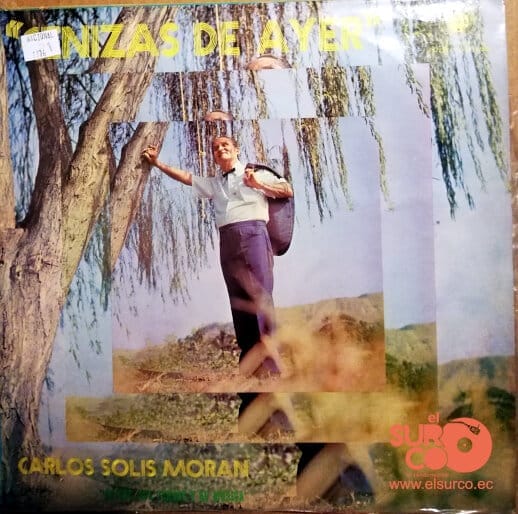 "CENIZAS DE AYER"
NACIONAL
CARLOS SOLIS MORAN
el
SURCO
www.elsurco.ec